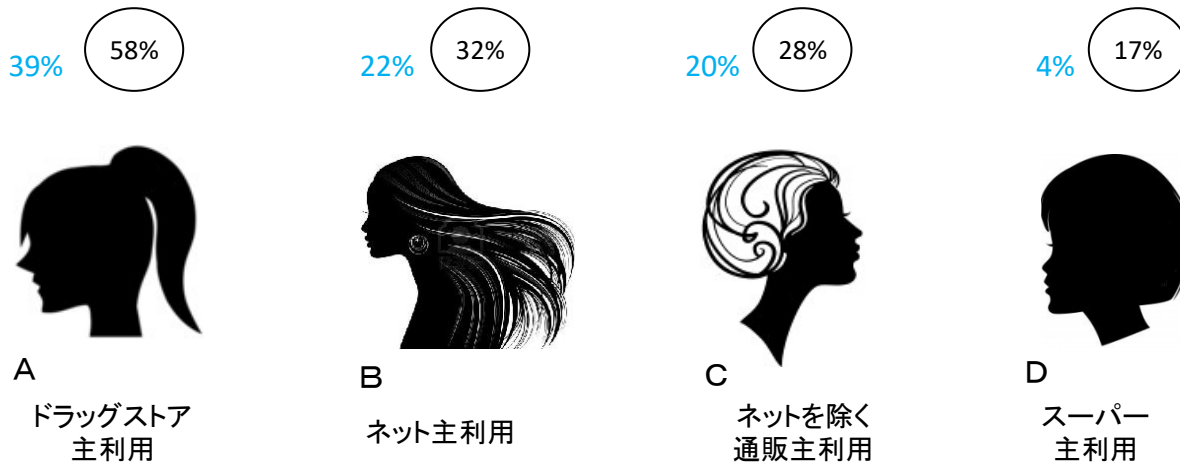 39%
58%
22%
32%
20%
28%
4%
17%
A
ドラッグストア
主利用
B
ネット主利用
C
ネットを除く
通販主利用
D
スーパー
主利用